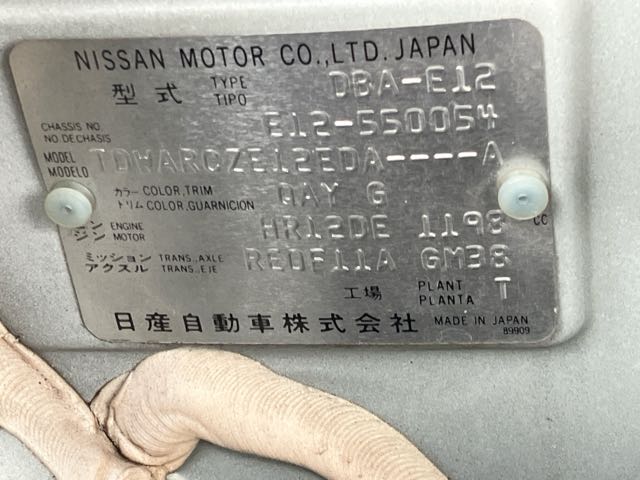 NISSAN MOTOR CO.,LTD. JAPAN
型式 TYPE TIPO DBA-E12
CHASSIS NO. NO.DE.CHASIS E12-550054
MODEL MODELO TDWARCZE12EDA----A
カラー COLOR,TRIM トリム COLOR,GUARNICION QAY G
ジン ENGINE MOTOR HR12DE 1198 CC
ミッション TRANS.,AXLE アクスル TRANS.,EJE RE0F11A GM38
工場 PLANT PLANTA T
日産自動車株式会社 MADE IN JAPAN
89909